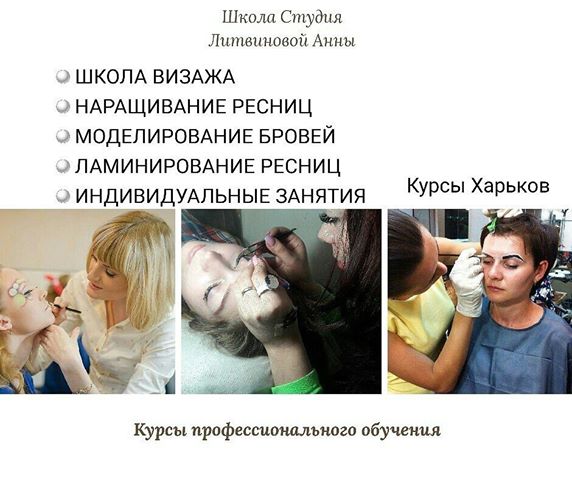 Школа Студия
Литвиновой Анны
ШКОЛА ВИЗАЖА
НАРАЩИВАНИЕ РЕСНИЦ
МОДЕЛИРОВАНИЕ БРОВЕЙ
ЛАМИНИРОВАНИЕ РЕСНИЦ
ИНДИВИДУАЛЬНЫЕ ЗАНЯТИЯ
Курсы Харьков
Курсы профессионального обучения